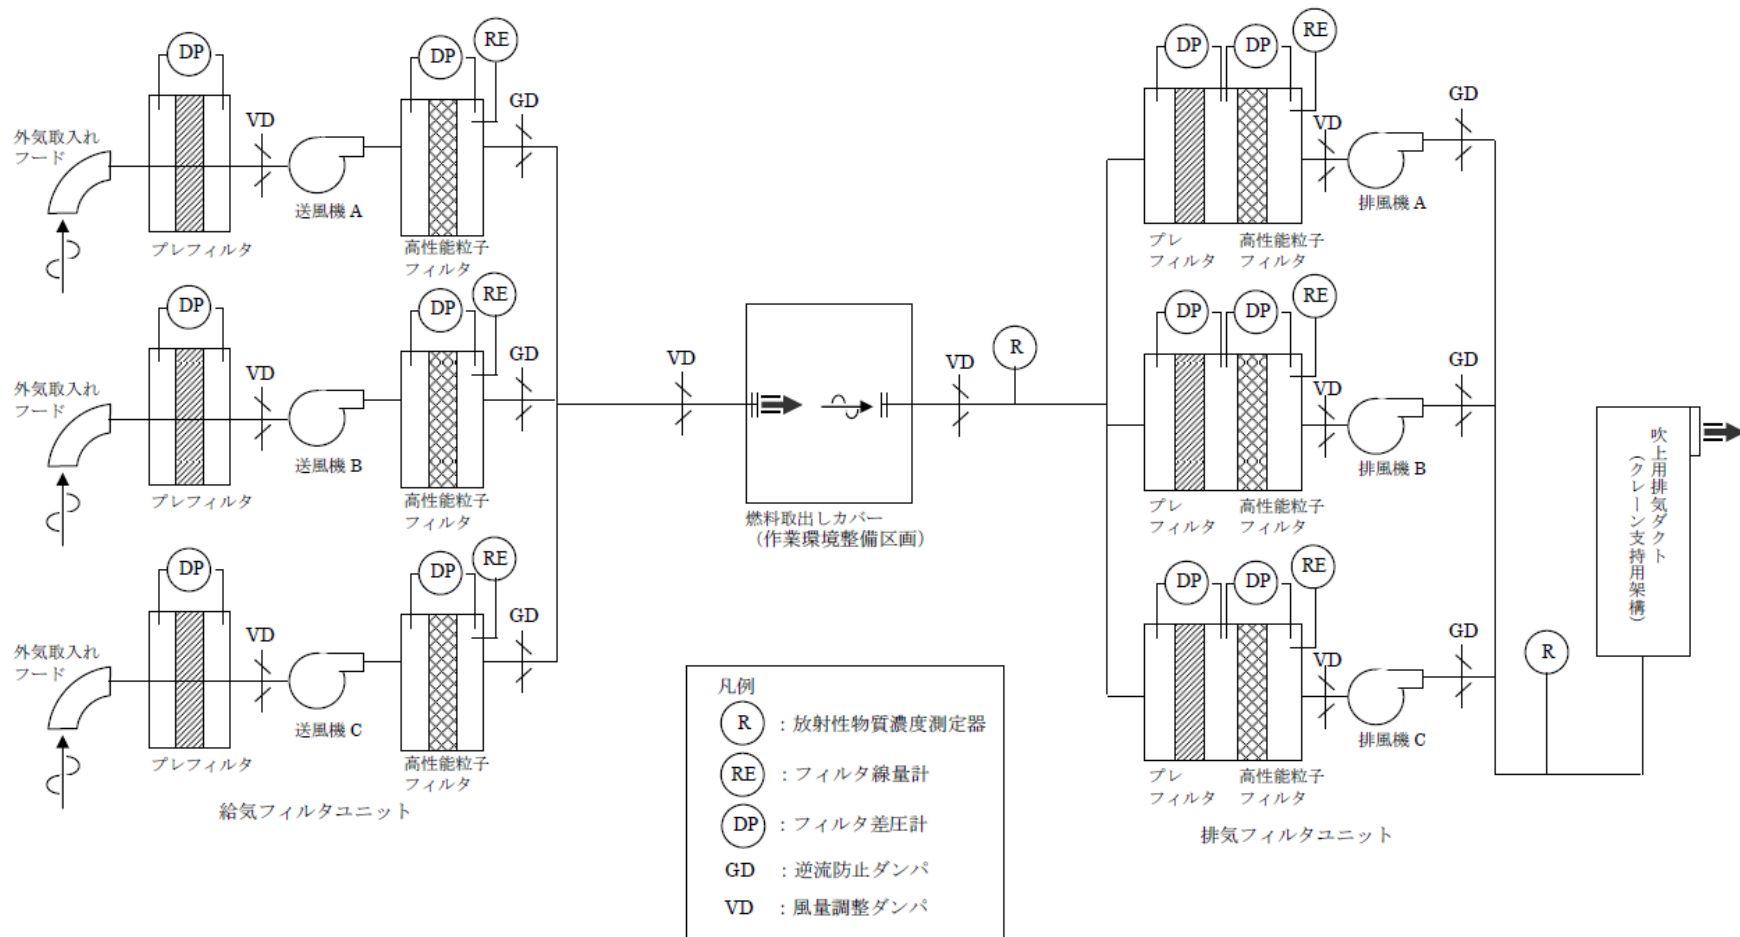 DP
RE
DP
VD
GD
外気取入れ
フード
送風機 A
プレフィルタ
高性能粒子
フィルタ
DP
RE
DP
VD
GD
外気取入れ
フード
送風機 B
プレフィルタ
高性能粒子
フィルタ
DP
RE
DP
VD
GD
外気取入れ
フード
送風機 C
プレフィルタ
高性能粒子
フィルタ
給気フィルタユニット
VD
燃料取出しカバー
（作業環境整備区画）
VD
R
DP
DP
RE
VD
GD
排風機 A
プレ
フィルタ
高性能粒子
フィルタ
DP
DP
RE
VD
GD
排風機 B
プレ
フィルタ
高性能粒子
フィルタ
DP
DP
RE
VD
GD
排風機 C
プレ
フィルタ
高性能粒子
フィルタ
排気フィルタユニット
R
吹上用排気ダクト
（クレーン支持用架構）
凡例
R ：放射性物質濃度測定器
RE ：フィルタ線量計
DP ：フィルタ差圧計
GD ：逆流防止ダンパ
VD ：風量調整ダンパ